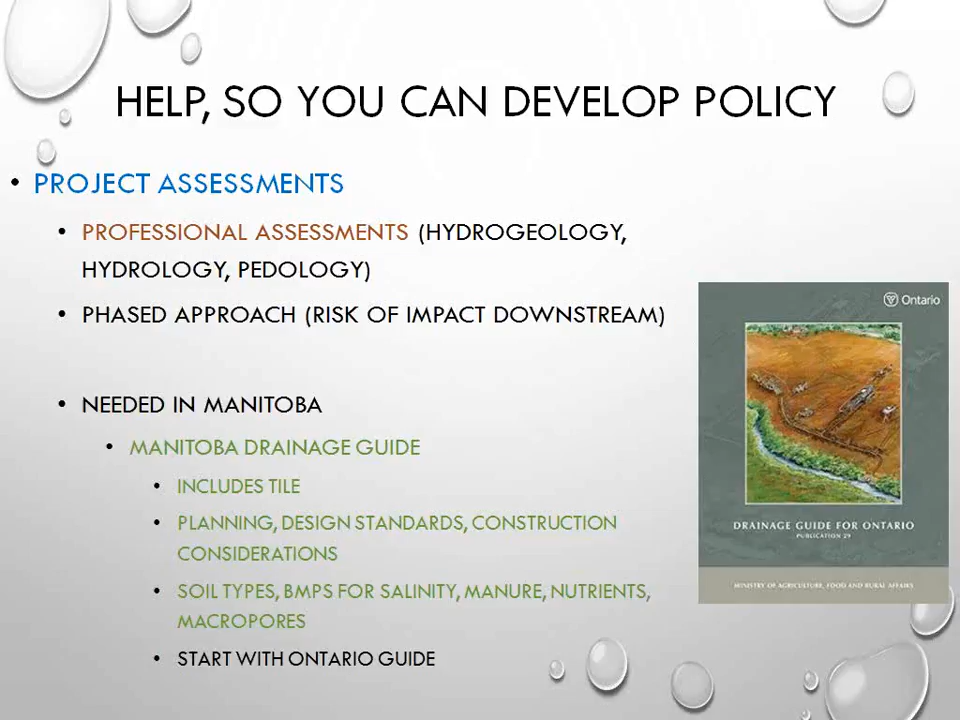 HELP, SO YOU CAN DEVELOP POLICY
• PROJECT ASSESSMENTS
• PROFESSIONAL ASSESSMENTS (HYDROGEOLOGY,
HYDROLOGY, PEDOLOGY)
• PHASED APPROACH (RISK OF IMPACT DOWNSTREAM)
• NEEDED IN MANITOBA
• MANITOBA DRAINAGE GUIDE
• INCLUDES TILE
• PLANNING, DESIGN STANDARDS, CONSTRUCTION
CONSIDERATIONS
• SOIL TYPES, BMPS FOR SALINITY, MANURE, NUTRIENTS,
MACROPORES
• START WITH ONTARIO GUIDE
Ontario
DRAINAGE GUIDE FOR ONTARIO
PUBLICATION 29
MINISTRY OF AGRICULTURE, FOOD AND RURAL AFFAIRS